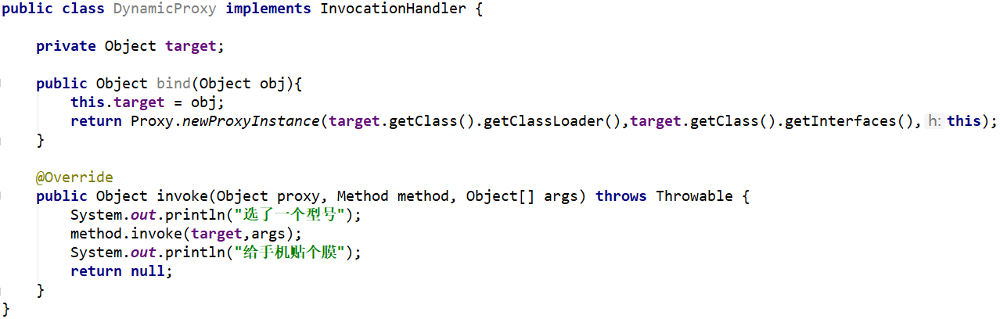 public class DynamicProxy implements InvocationHandler {
private Object target;
public Object bind(Object obj){
this.target = obj;
return Proxy.newProxyInstance(target.getClass().getClassLoader(),target.getClass().getInterfaces(), h: this);
}
@Override
public Object invoke(Object proxy, Method method, Object[] args) throws Throwable {
System.out.println("选了一个型号");
method.invoke(target,args);
System.out.println("给手机贴个膜");
return null;
}
}